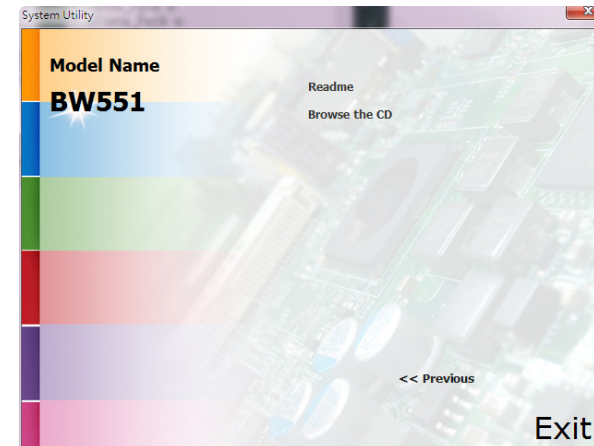 System Utility
Model Name
BW551
Readme
Browse the CD
<< Previous
Exit